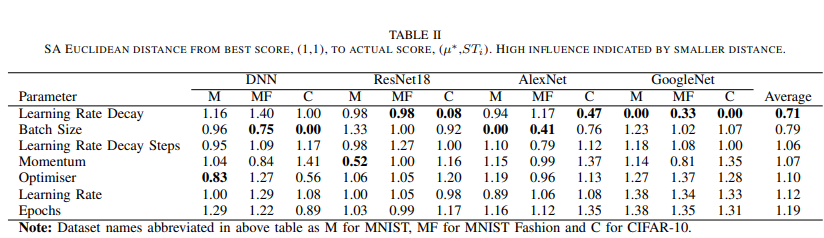 TABLE II
SA EUCLIDEAN DISTANCE FROM BEST SCORE, (1,1), TO ACTUAL SCORE, (μ*,STi). HIGH INFLUENCE INDICATED BY SMALLER DISTANCE.
DNN ResNet18 AlexNet GoogleNet
Parameter M MF C M MF C M MF C M MF C Average
Learning Rate Decay 1.16 1.40 1.00 0.98 0.98 0.08 0.94 1.17 0.47 0.00 0.33 0.00 0.71
Batch Size 0.96 0.75 0.00 1.33 1.00 0.92 0.00 0.41 0.76 1.23 1.02 1.07 0.79
Learning Rate Decay Steps 0.95 1.09 1.17 0.98 1.27 1.00 1.10 0.79 1.12 1.18 1.08 1.00 1.06
Momentum 1.04 0.84 1.41 0.52 1.00 1.16 1.15 0.99 1.37 1.14 0.81 1.35 1.07
Optimiser 0.83 1.27 0.56 1.06 1.05 1.20 1.19 0.96 1.13 1.27 1.37 1.28 1.10
Learning Rate 1.00 1.29 1.08 1.00 1.05 0.98 0.89 1.06 1.08 1.38 1.34 1.33 1.12
Epochs 1.29 1.22 0.89 1.03 0.99 1.17 1.16 1.12 1.35 1.38 1.35 1.31 1.19
Note: Dataset names abbreviated in above table as M for MNIST, MF for MNIST Fashion and C for CIFAR-10.